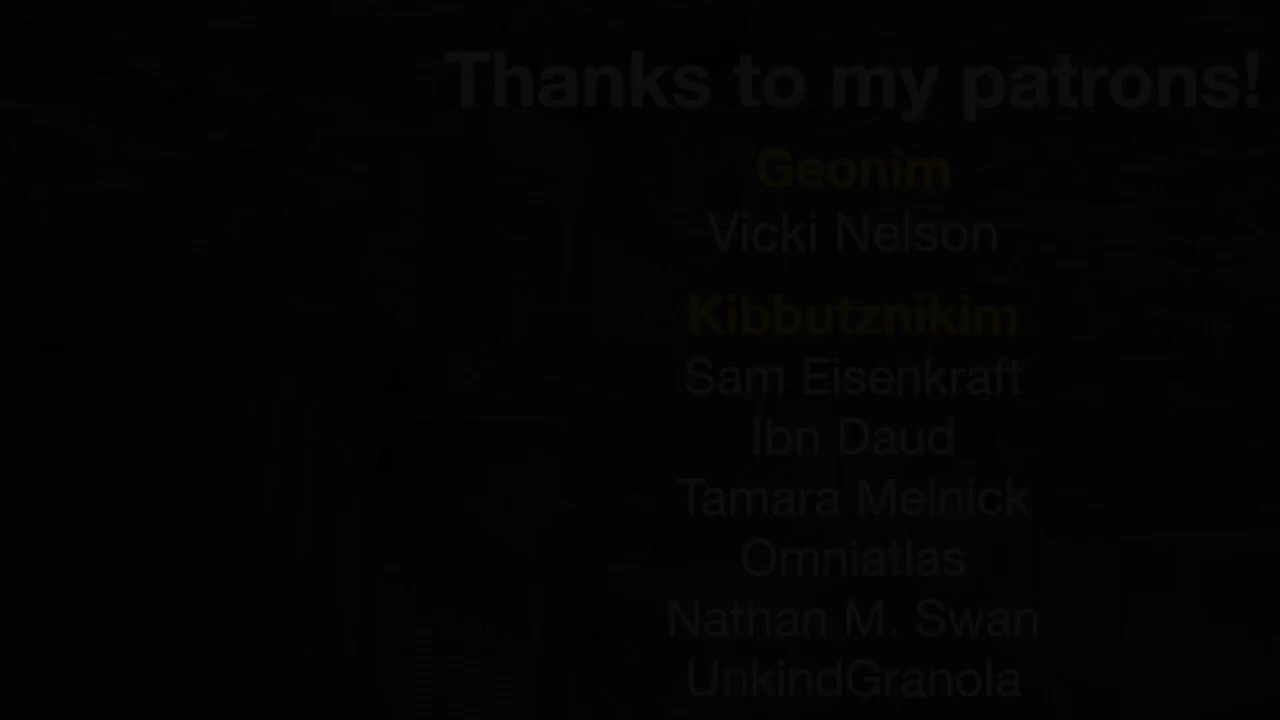 Thanks to my patrons!
Geonim
Vicki Nelson
Kibbutznikim
Sam Eisenkraft
Ibn Daud
Tamara Melnick
Omniatlas
Nathan M. Swan
UnkindGranola